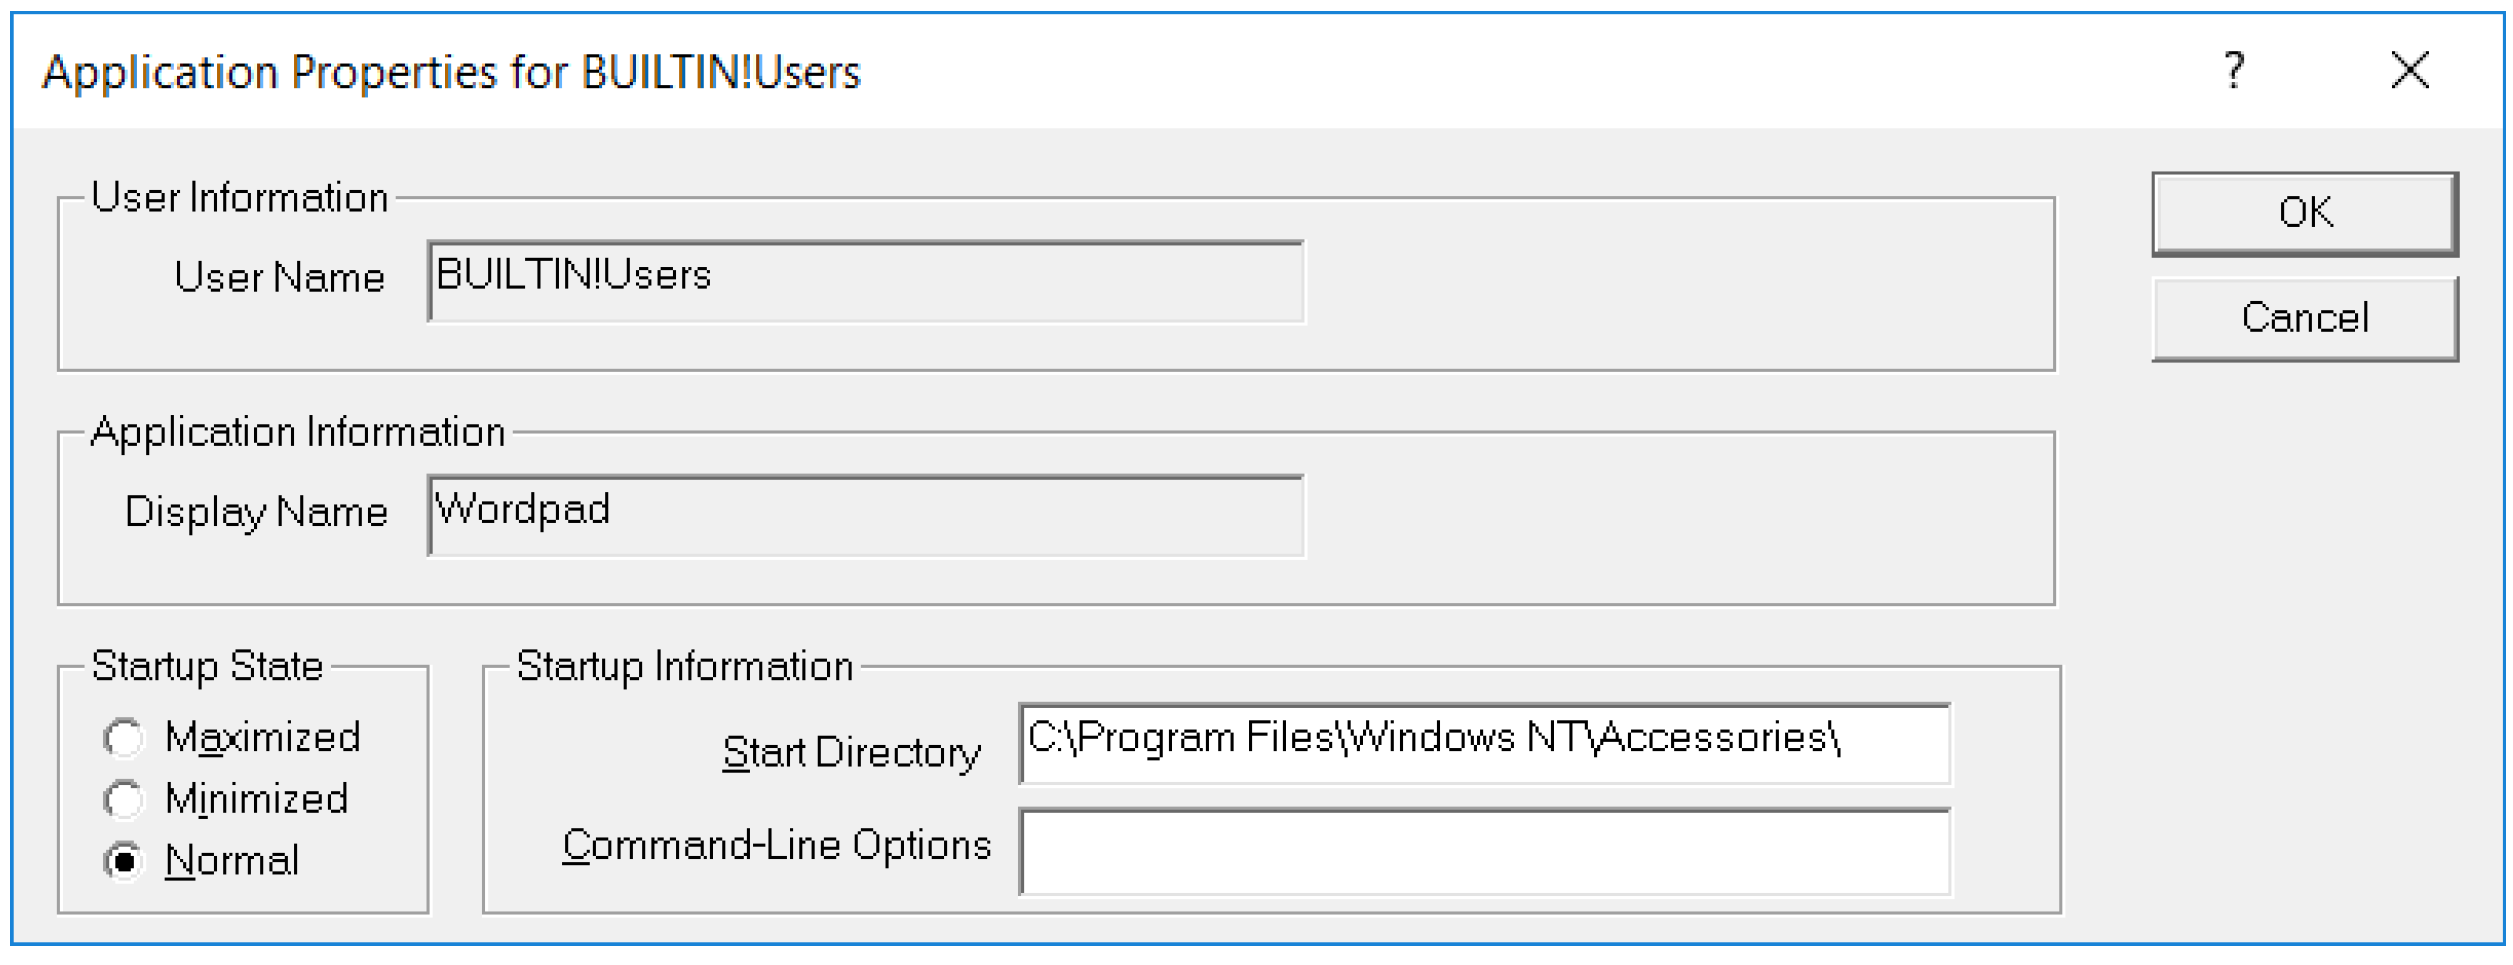 Application Properties for BUILTIN!Users
?
User Information
User Name BUILTIN!Users
OK
Cancel
Application Information
Display Name Wordpad
Startup State
Maximized
Minimized
Normal
Startup Information
Start Directory C:\Program Files\Windows NT\Accessories\
Command-Line Options